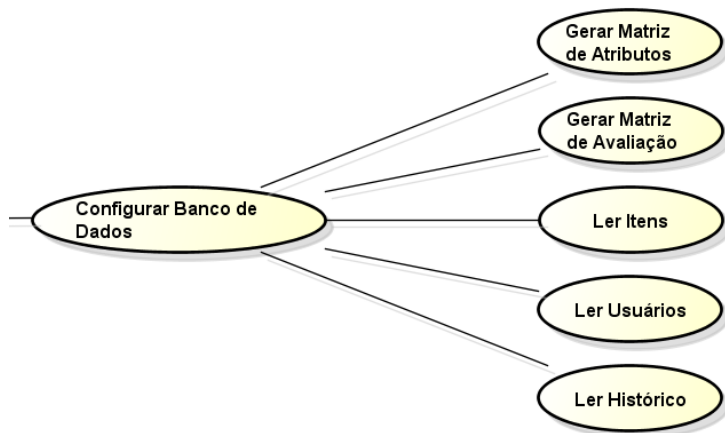 Gerar Matriz
de Atributos
Gerar Matriz
de Avaliação
Configurar Banco de
Dados
Ler Itens
Ler Usuários
Ler Histórico